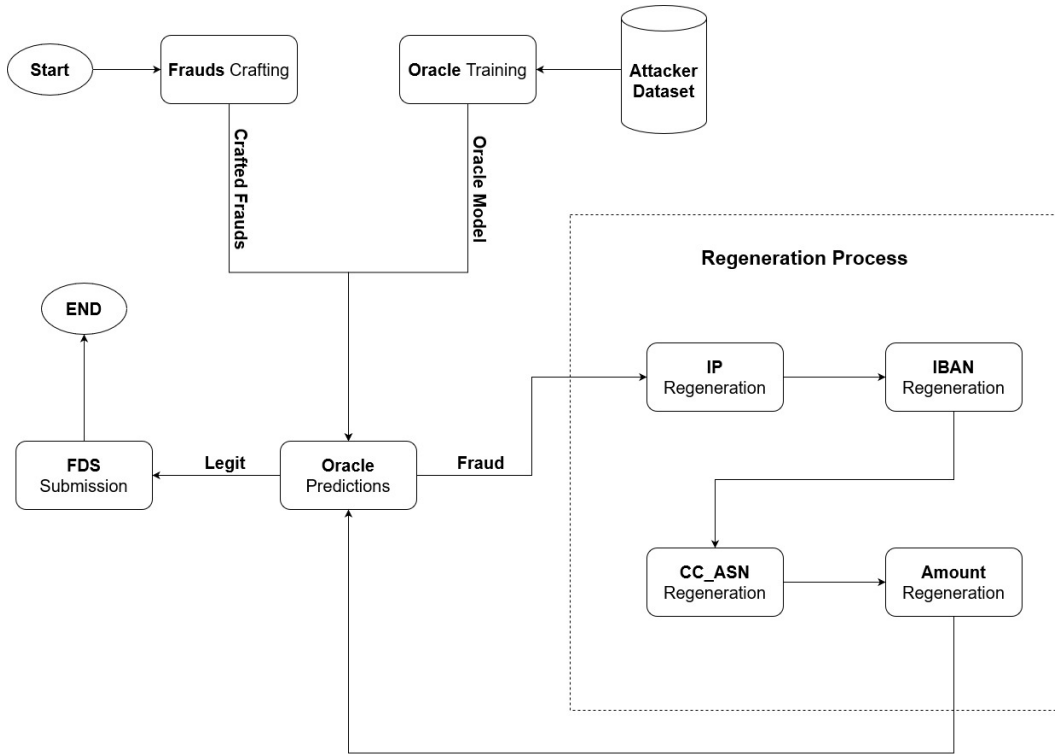 Start
Frauds Crafting
Oracle Training
Attacker
Dataset
Crafted Frauds
Oracle Model
Regeneration Process
END
IP
Regeneration
IBAN
Regeneration
FDS
Submission
Legit
Oracle
Predictions
Fraud
CC_ASN
Regeneration
Amount
Regeneration